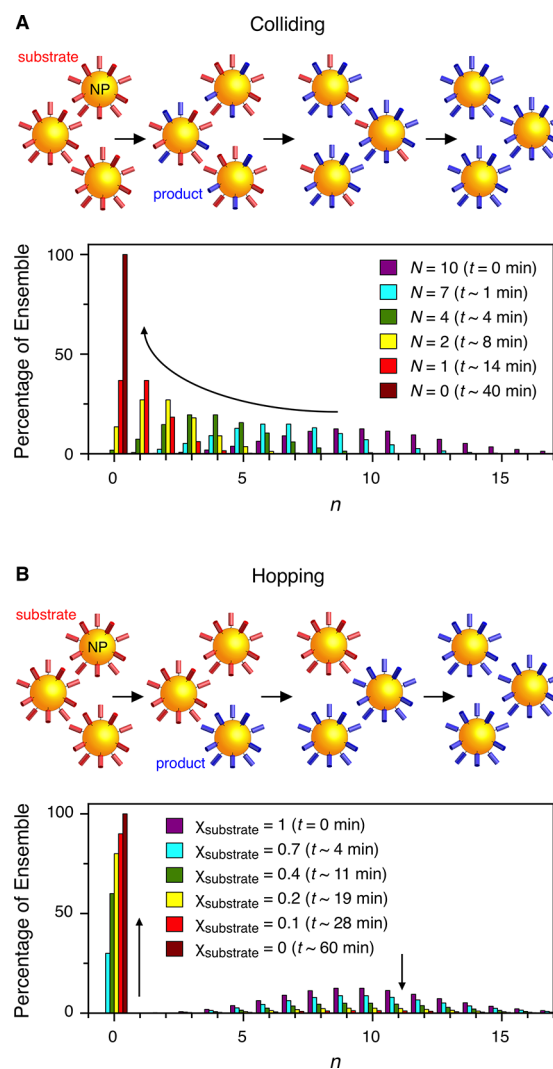 A
Colliding
substrate
NP
product
Percentage of Ensemble
100
50
0
N = 10 (t = 0 min)
N = 7 (t ~ 1 min)
N = 4 (t ~ 4 min)
N = 2 (t ~ 8 min)
N = 1 (t ~ 14 min)
N = 0 (t ~ 40 min)
0 5 10 15
n
B
Hopping
substrate
NP
product
Percentage of Ensemble
100
50
0
χsubstrate = 1 (t = 0 min)
χsubstrate = 0.7 (t ~ 4 min)
χsubstrate = 0.4 (t ~ 11 min)
χsubstrate = 0.2 (t ~ 19 min)
χsubstrate = 0.1 (t ~ 28 min)
χsubstrate = 0 (t ~ 60 min)
0 5 10 15
n